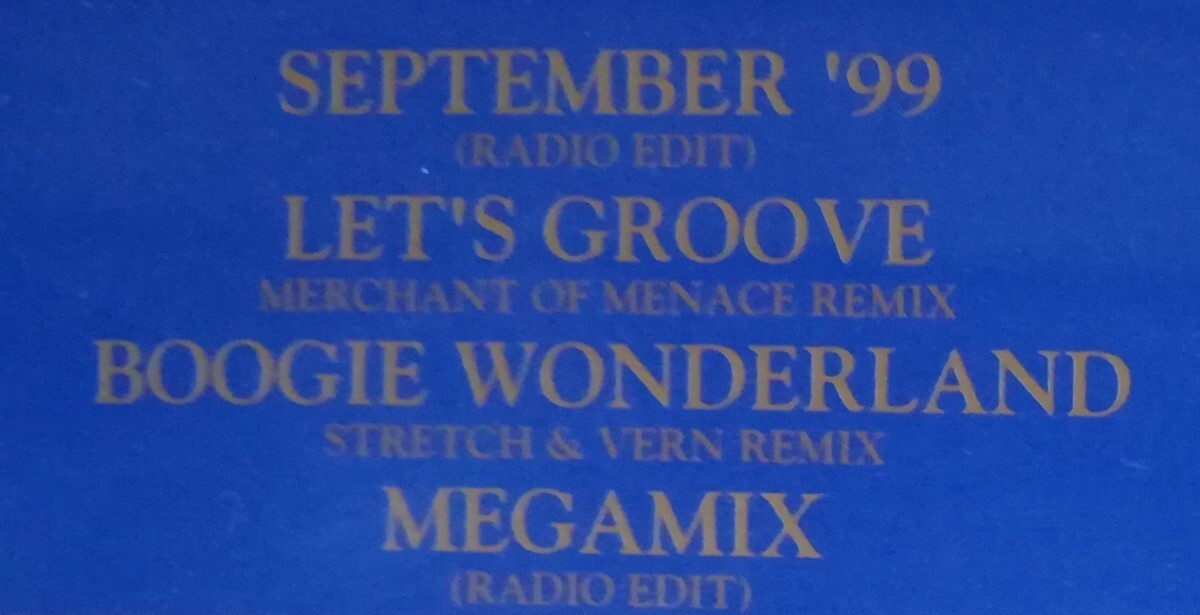 SEPTEMBER '99
(RADIO EDIT)
LET'S GROOVE
MERCHANT OF MENACE REMIX
BOOGIE WONDERLAND
STRETCH & VERN REMIX
MEGAMIX
(RADIO EDIT)